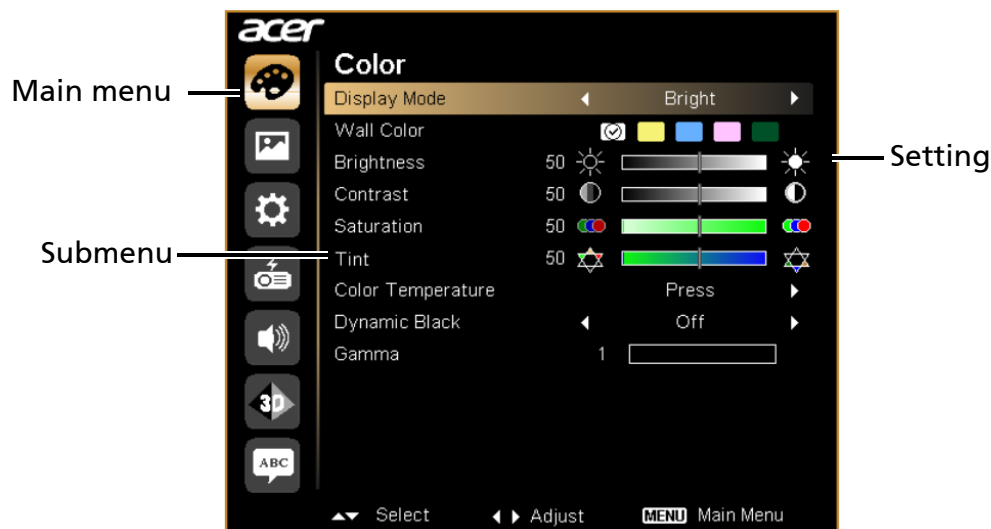 acer
Color
Main menu
Display Mode Bright
Wall Color
Brightness 50
Setting
Contrast 50
Saturation 50
Submenu
Tint 50
Color Temperature Press
Dynamic Black Off
Gamma 1
3D
ABC
Select Adjust MENU Main Menu